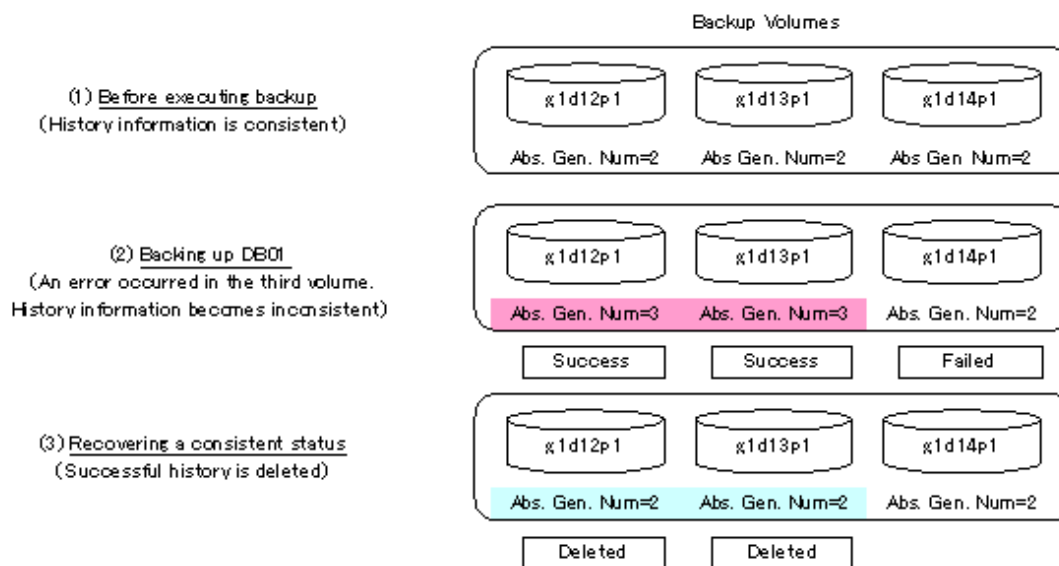 Backup Volumes
(1) Before executing backup
(History information is consistent)
g1d12p1
g1d13p1
g1d14p1
Abs. Gen. Num=2
Abs Gen. Num=2
Abs Gen Num=2
(2) Backing up DB01
(An error occurred in the third volume.
History information becomes inconsistent)
g1d12p1
g1d13p1
g1d14p1
Abs. Gen. Num=3
Abs. Gen. Num=3
Abs. Gen. Num=2
Success
Success
Failed
(3) Recovering a consistent status
(Successful history is deleted)
g1d12p1
g1d13p1
g1d14p1
Abs. Gen. Num=2
Abs. Gen. Num=2
Abs. Gen. Num=2
Deleted
Deleted